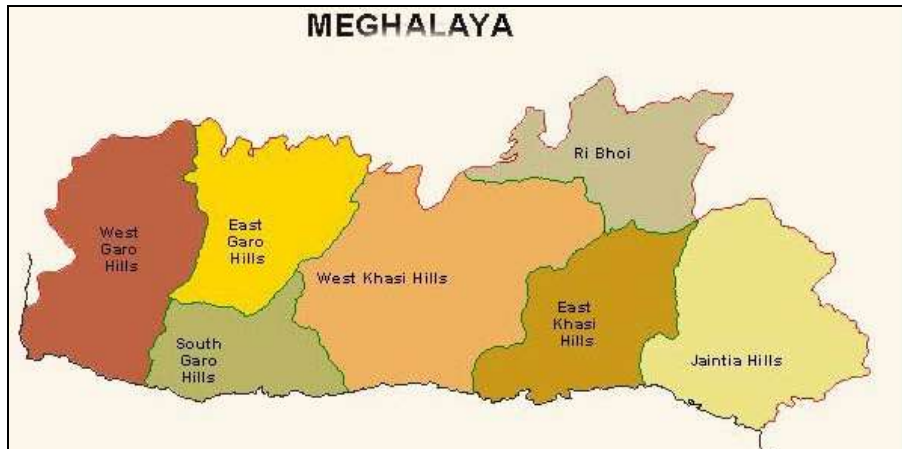 MEGHALAYA
Ri Bhoi
West
Garo
Hills
East
Garo
Hills
West Khasi Hills
East
Khasi
Hills
South
Garo
Hills
Jaintia Hills